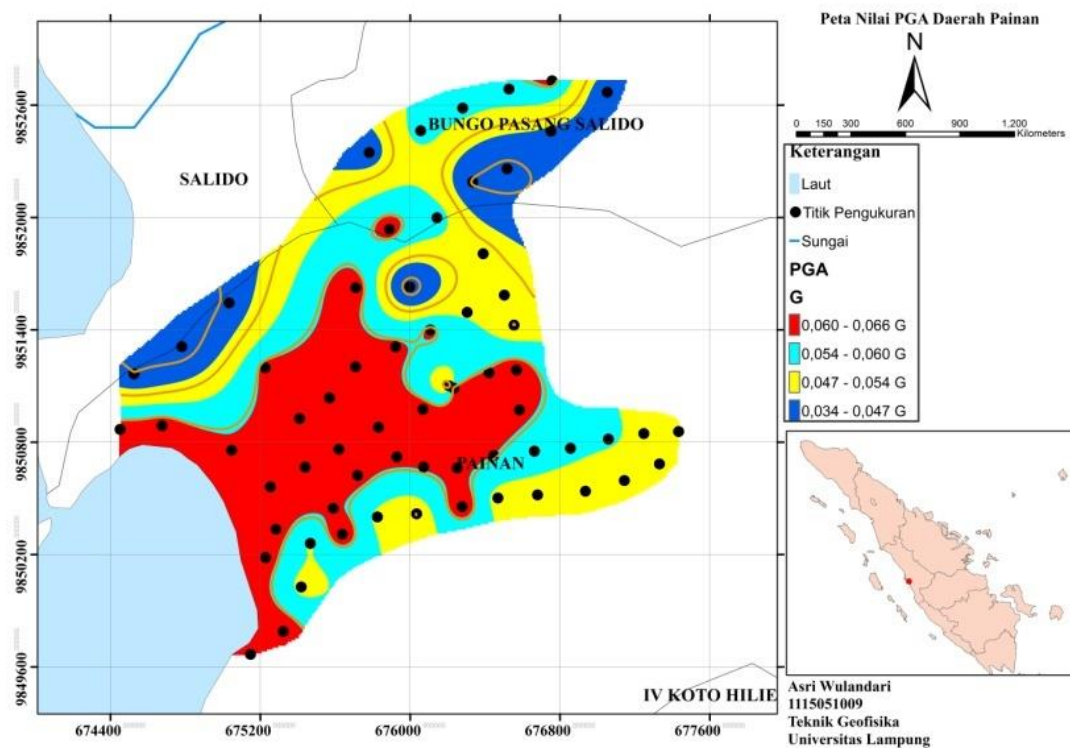 Peta Nilai PGA Daerah Painan
N
0 150 300 600 900 1,200
Kilometers
Keterangan
Laut
Titik Pengukuran
Sungai
PGA
G
0,060 - 0,066 G
0,054 - 0,060 G
0,047 - 0,054 G
0,034 - 0,047 G
BUNGO PASANG SALIDO
SALIDO
PAINAN
IV KOTO HILIE
9852600
9852000
9851400
9850800
9850200
9849600
674400 675200 676000 676800 677600
Asri Wulandari
1115051009
Teknik Geofisika
Universitas Lampung